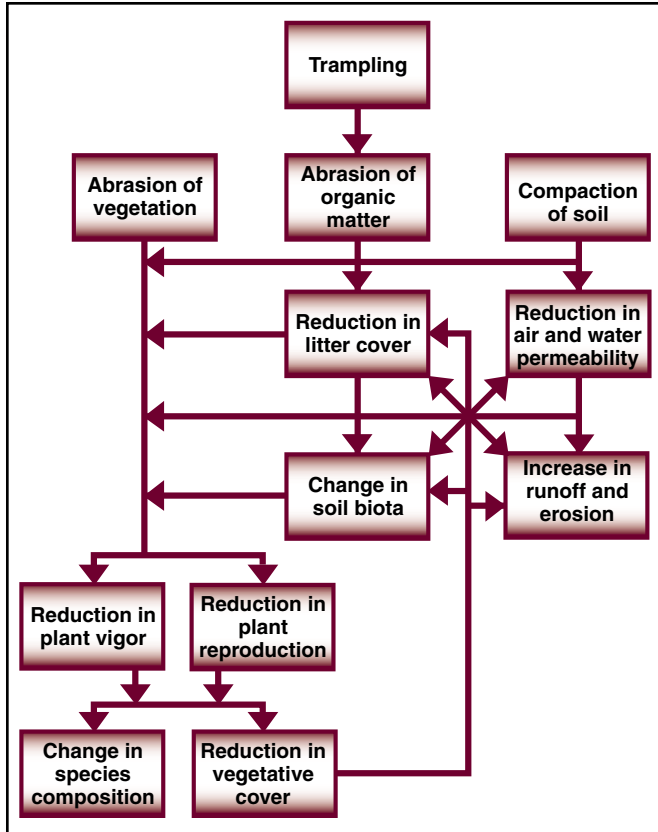 Trampling
Abrasion of
vegetation
Abrasion of
organic
matter
Compaction
of soil
Reduction in
litter cover
Reduction in
air and water
permeability
Change in
soil biota
Increase in
runoff and
erosion
Reduction in
plant vigor
Reduction in
plant
reproduction
Change in
species
composition
Reduction in
vegetative
cover